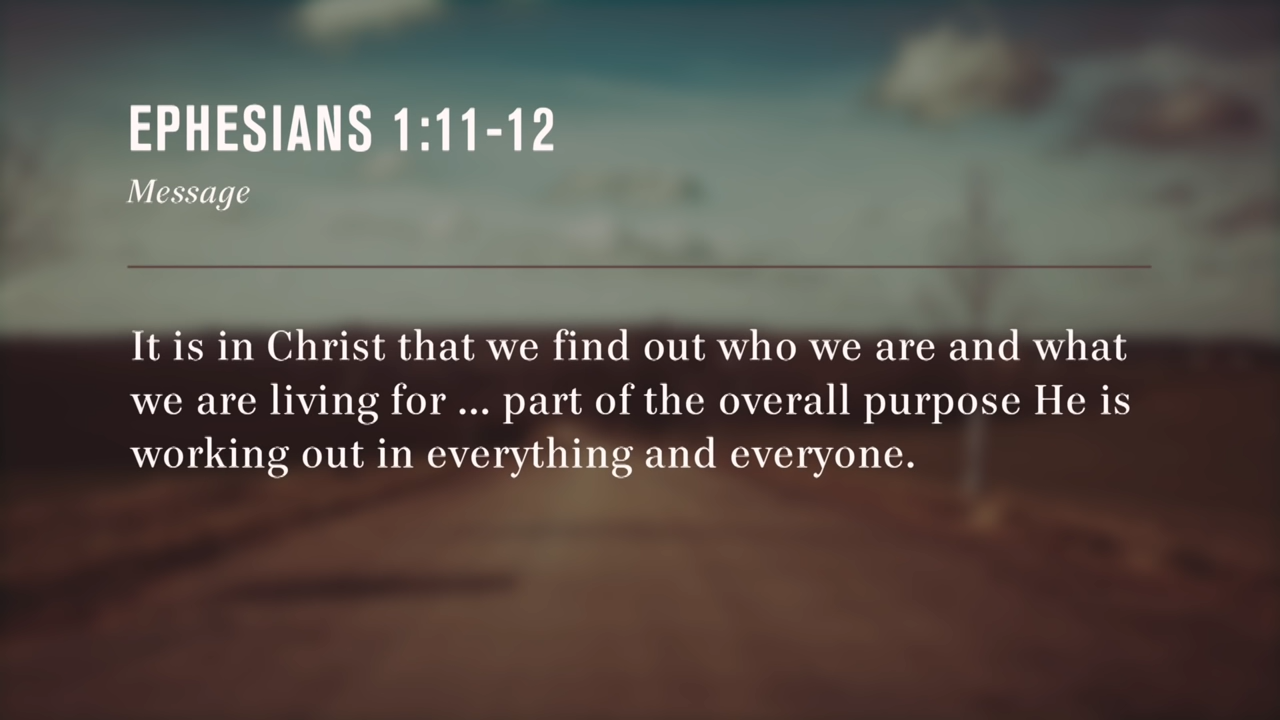 EPHESIANS 1:11-12
Message
It is in Christ that we find out who we are and what
we are living for ... part of the overall purpose He is
working out in everything and everyone.